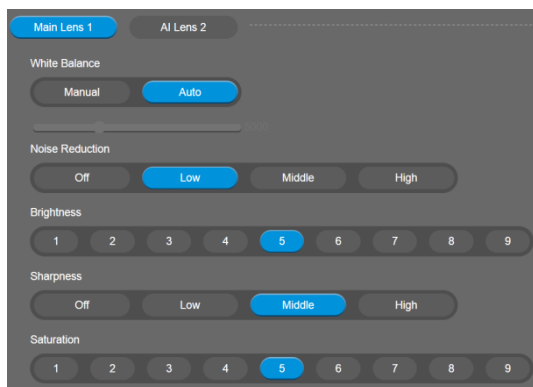 Main Lens 1 AI Lens 2
White Balance
Manual Auto
5000
Noise Reduction
Off Low Middle High
Brightness
1 2 3 4 5 6 7 8 9
Sharpness
Off Low Middle High
Saturation
1 2 3 4 5 6 7 8 9